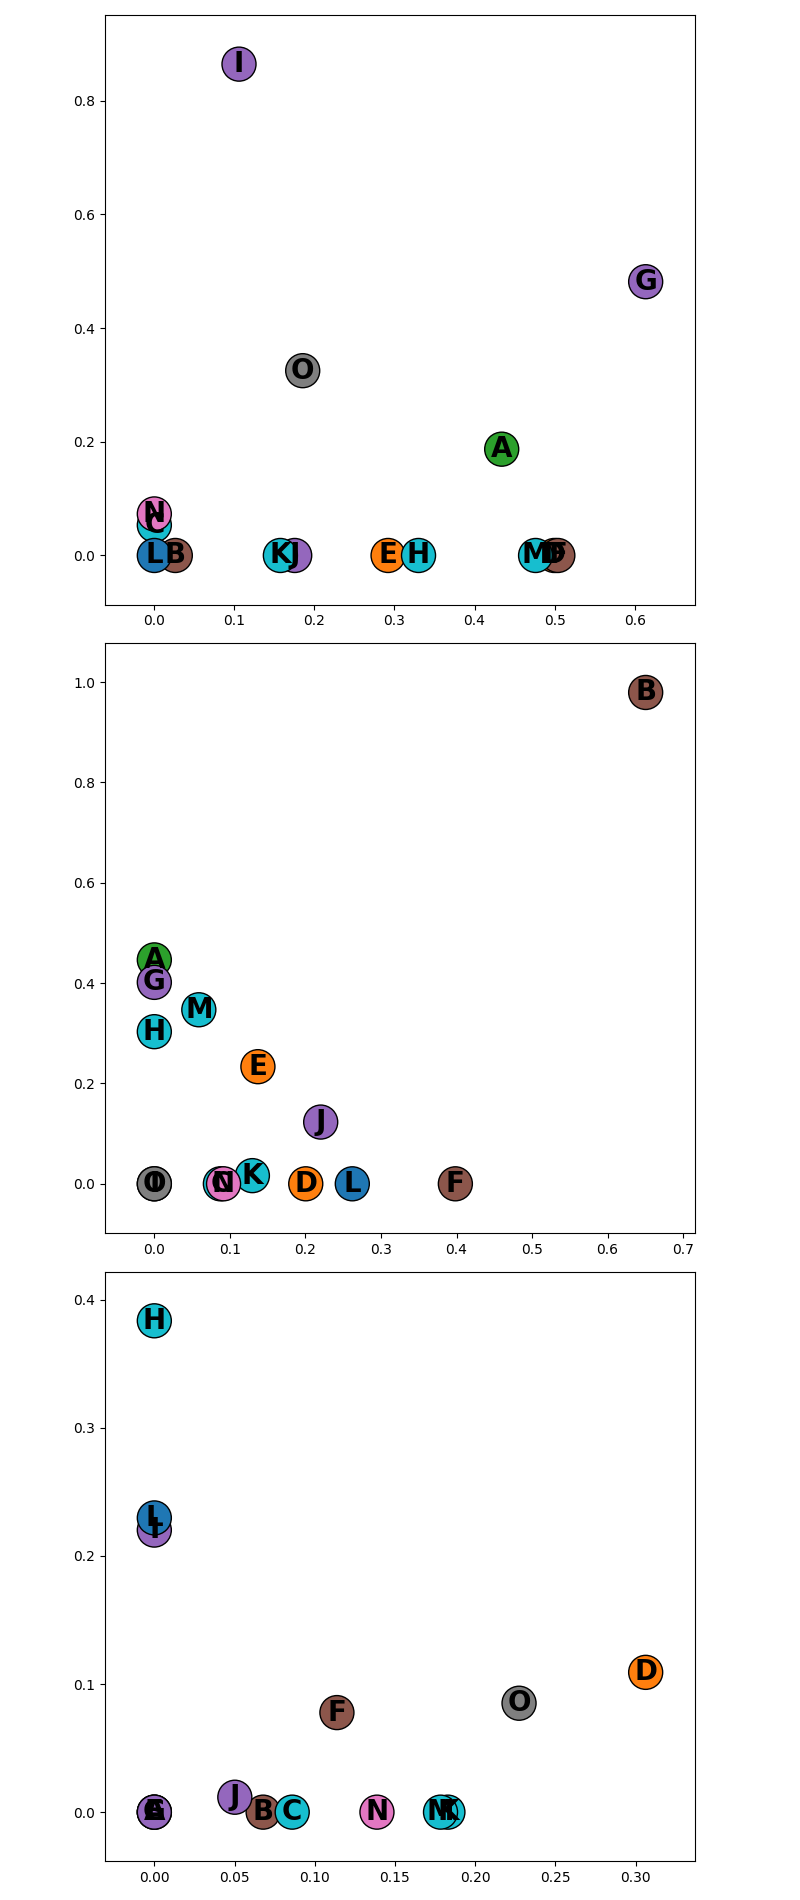 I
0.8
0.6
G
0.4
O
0.2
A
N
C
0.0
L B K J E H M D F
0.0 0.1 0.2 0.3 0.4 0.5 0.6
1.0
B
0.8
0.6
A
0.4
G
M
H
E
0.2
J
K
0.0
I O C N D L F
0.0 0.1 0.2 0.3 0.4 0.5 0.6 0.7
0.4
H
0.3
L
I
0.2
D
0.1
O
F
J
0.0
A E G B C N M K
0.00 0.05 0.10 0.15 0.20 0.25 0.30